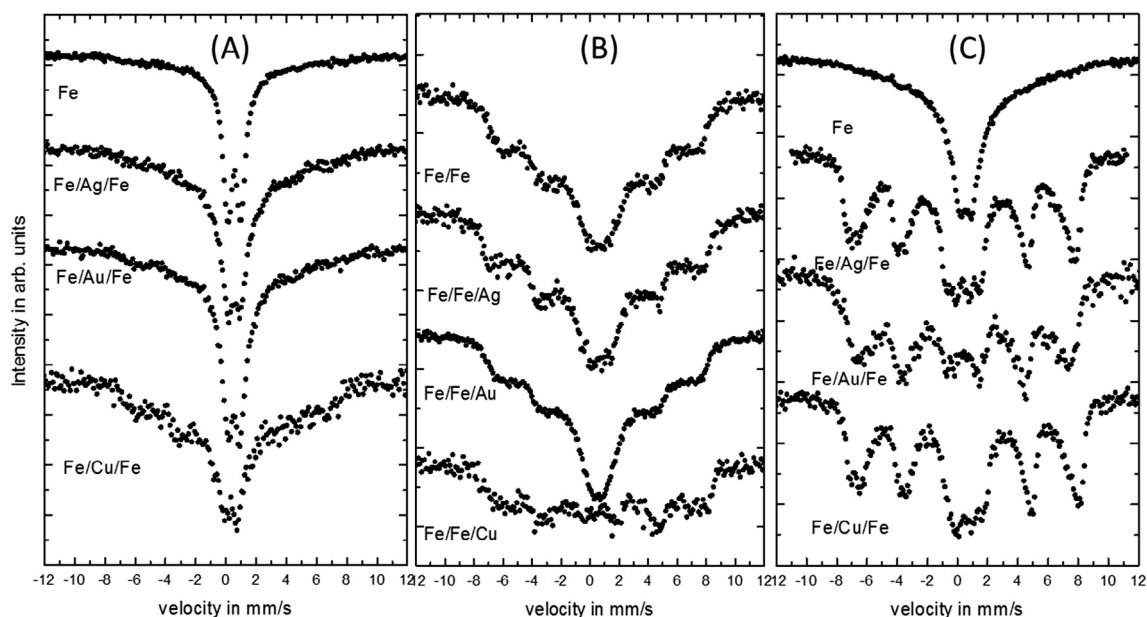 (A) (B) (C)
Fe
Fe/Ag/Fe
Fe/Au/Fe
Fe/Cu/Fe
Fe/Fe
Fe/Fe/Ag
Fe/Fe/Au
Fe/Fe/Cu
Fe
Fe/Ag/Fe
Fe/Au/Fe
Fe/Cu/Fe
Intensity in arb. units
-12 -10 -8 -6 -4 -2 0 2 4 6 8 10 12
-12 -10 -8 -6 -4 -2 0 2 4 6 8 10 12
-12 -10 -8 -6 -4 -2 0 2 4 6 8 10 12
velocity in mm/s
velocity in mm/s
velocity in mm/s